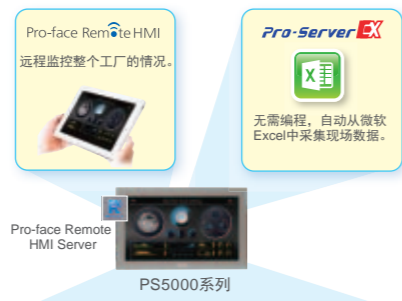 Pro-face Remote HMI
远程监控整个工厂的情况。
Pro-Server EX
无需编程，自动从微软
Excel中采集现场数据。
Pro-face Remote
HMI Server
R
PS5000系列